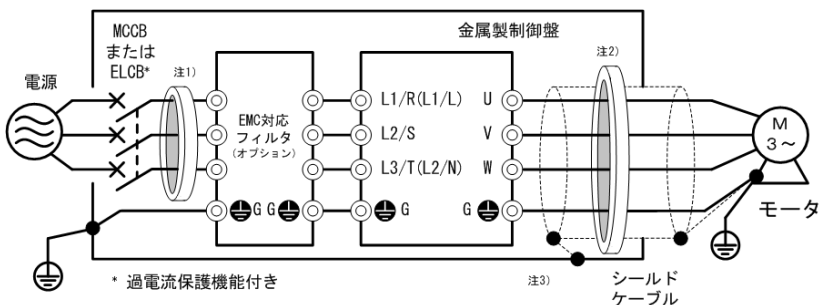 金属製制御盤
MCCB
または
ELCB*
電源
注1)
注2)
EMC対応
フィルタ
(オプション)
L1/R(L1/L)
L2/S
L3/T(L2/N)
U
V
W
G
G
G
G
M
3～
モータ
* 過電流保護機能付き
注3)
シールド
ケーブル